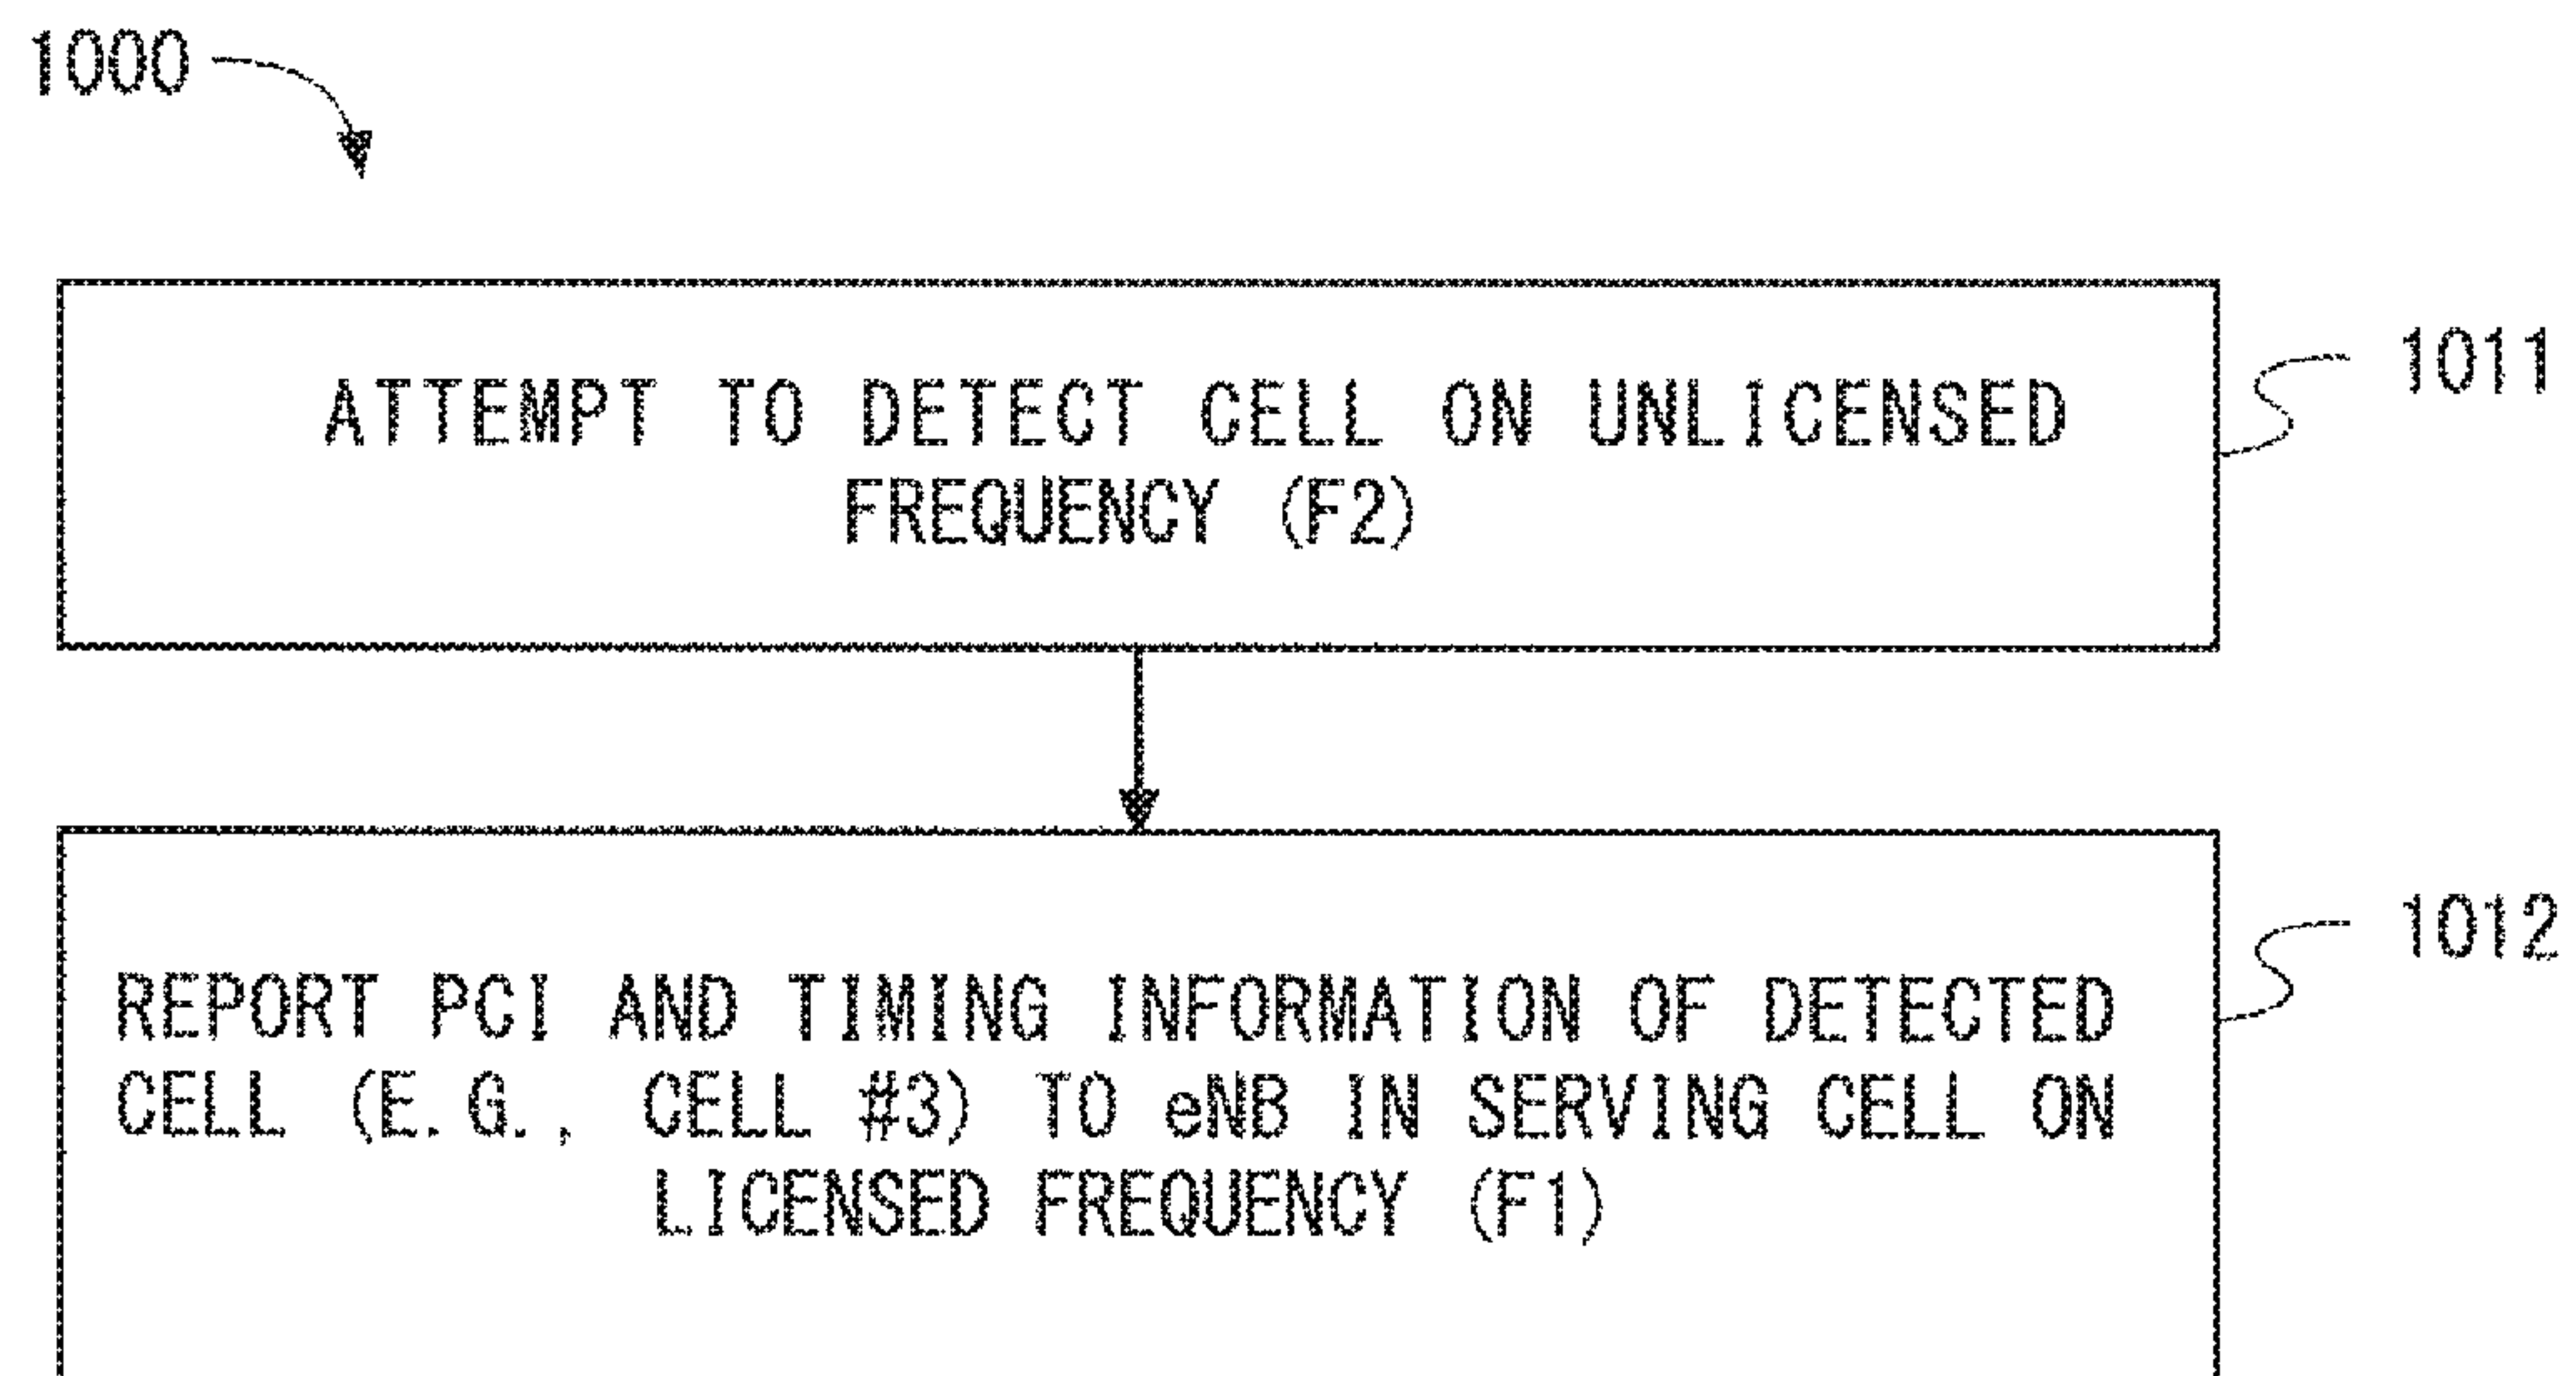 1000
ATTEMPT TO DETECT CELL ON UNLICENSED
FREQUENCY (F2)
1011
REPORT PCI AND TIMING INFORMATION OF DETECTED
CELL (E.G., CELL #3) TO eNB IN SERVING CELL ON
LICENSED FREQUENCY (F1)
1012